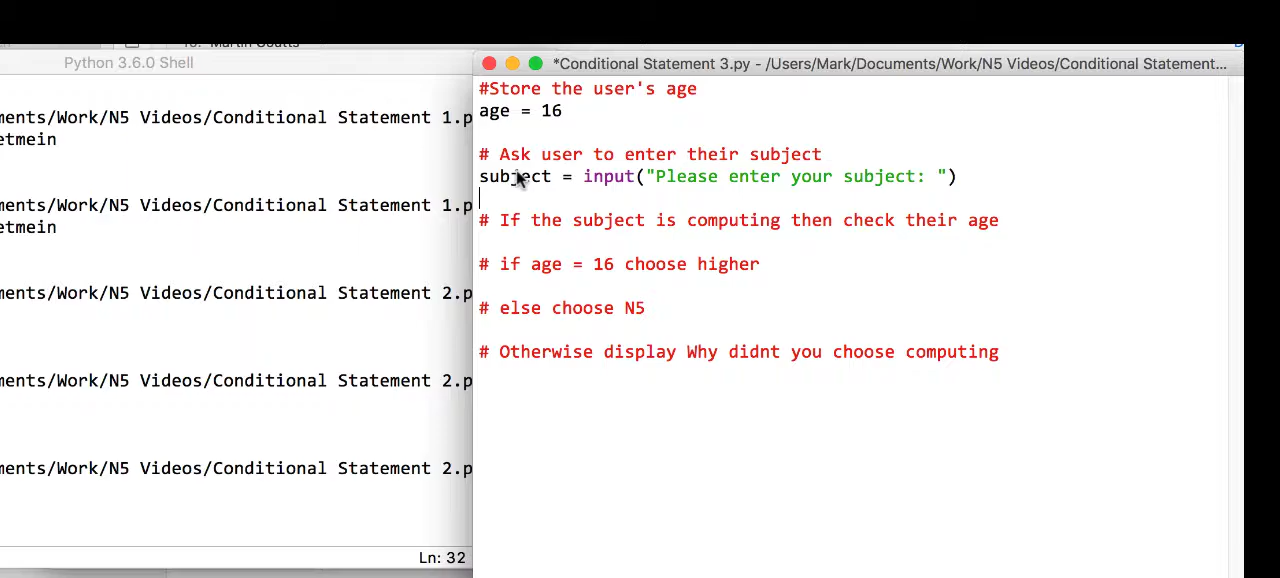 Martin Coutts
Python 3.6.0 Shell
ments/Work/N5 Videos/Conditional Statement 1.p
etmein
ments/Work/N5 Videos/Conditional Statement 1.p
etmein
ments/Work/N5 Videos/Conditional Statement 2.p
ments/Work/N5 Videos/Conditional Statement 2.p
ments/Work/N5 Videos/Conditional Statement 2.p
Ln: 32
*Conditional Statement 3.py - /Users/Mark/Documents/Work/N5 Videos/Conditional Statement...
#Store the user's age
age = 16
# Ask user to enter their subject
subject = input("Please enter your subject: ")
# If the subject is computing then check their age
# if age = 16 choose higher
# else choose N5
# Otherwise display Why didnt you choose computing